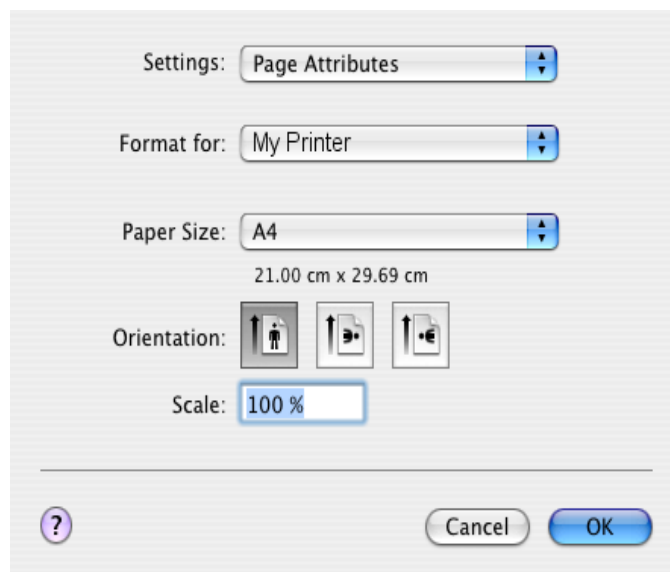 Settings: Page Attributes
Format for: My Printer
Paper Size: A4
21.00 cm x 29.69 cm
Orientation:
Scale: 100 %
? Cancel OK